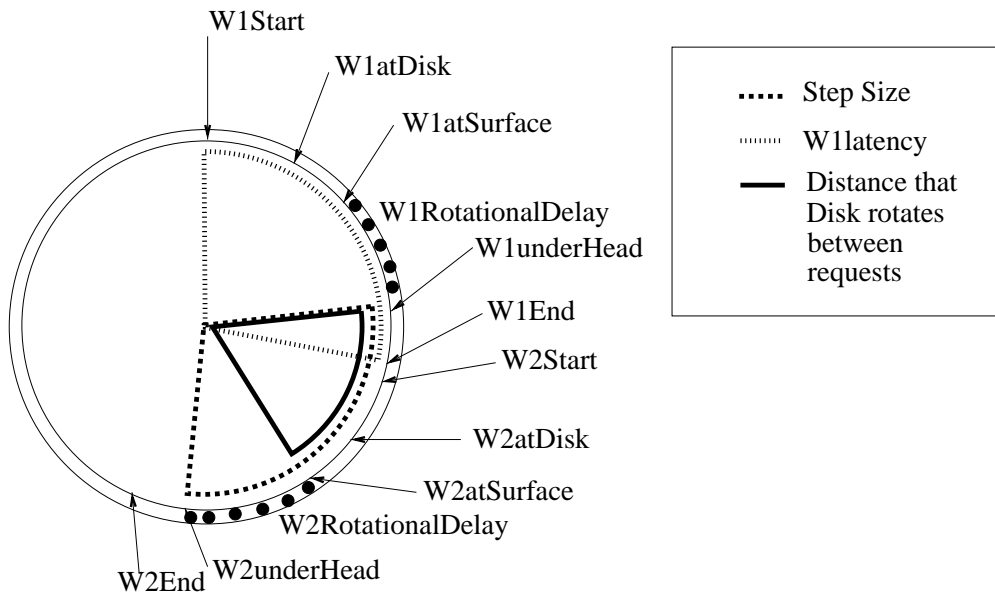 W1Start
W1atDisk
W1atSurface
W1RotationalDelay
W1underHead
W1End
W2Start
W2atDisk
W2atSurface
W2RotationalDelay
W2underHead
W2End
Step Size
W1latency
Distance that
Disk rotates
between
requests